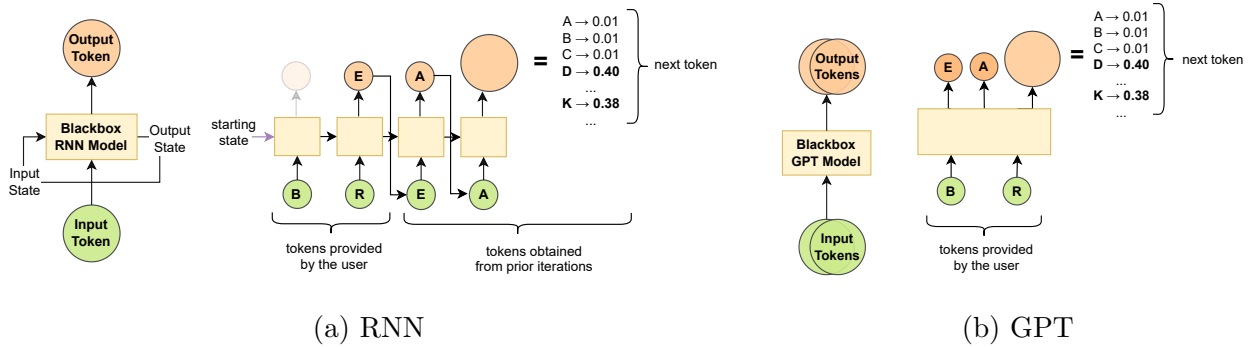 Output
Token
Blackbox
RNN Model
Output
State
Input
State
Input
Token
starting
state
E
A
B
R
E
A
=
A → 0.01
B → 0.01
C → 0.01
D → 0.40
...
K → 0.38
...
next token
tokens provided
by the user
tokens obtained
from prior iterations
(a) RNN
Output
Tokens
Blackbox
GPT Model
Input
Tokens
E
A
B
R
=
A → 0.01
B → 0.01
C → 0.01
D → 0.40
...
K → 0.38
...
next token
tokens provided
by the user
(b) GPT